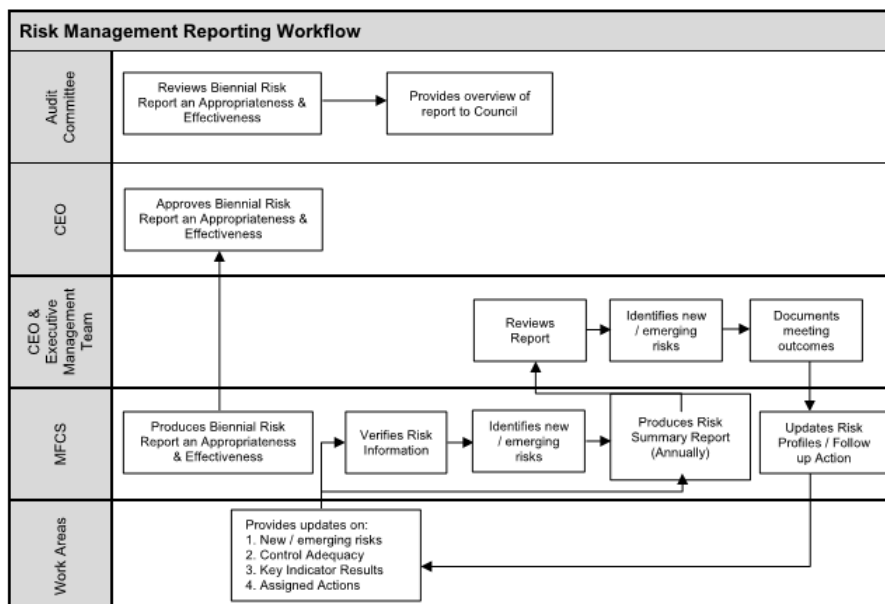 Risk Management Reporting Workflow
Audit
Committee
Reviews Biennial Risk
Report an Appropriateness &
Effectiveness
Provides overview of
report to Council
CEO
Approves Biennial Risk
Report an Appropriateness &
Effectiveness
CEO &
Executive
Management
Team
Reviews
Report
Identifies new
/ emerging
risks
Documents
meeting
outcomes
MFCS
Produces Biennial Risk
Report an Appropriateness
& Effectiveness
Verifies Risk
Information
Identifies new
/ emerging
risks
Produces Risk
Summary Report
(Annually)
Updates Risk
Profiles / Follow
up Action
Work Areas
Provides updates on:
1. New / emerging risks
2. Control Adequacy
3. Key Indicator Results
4. Assigned Actions